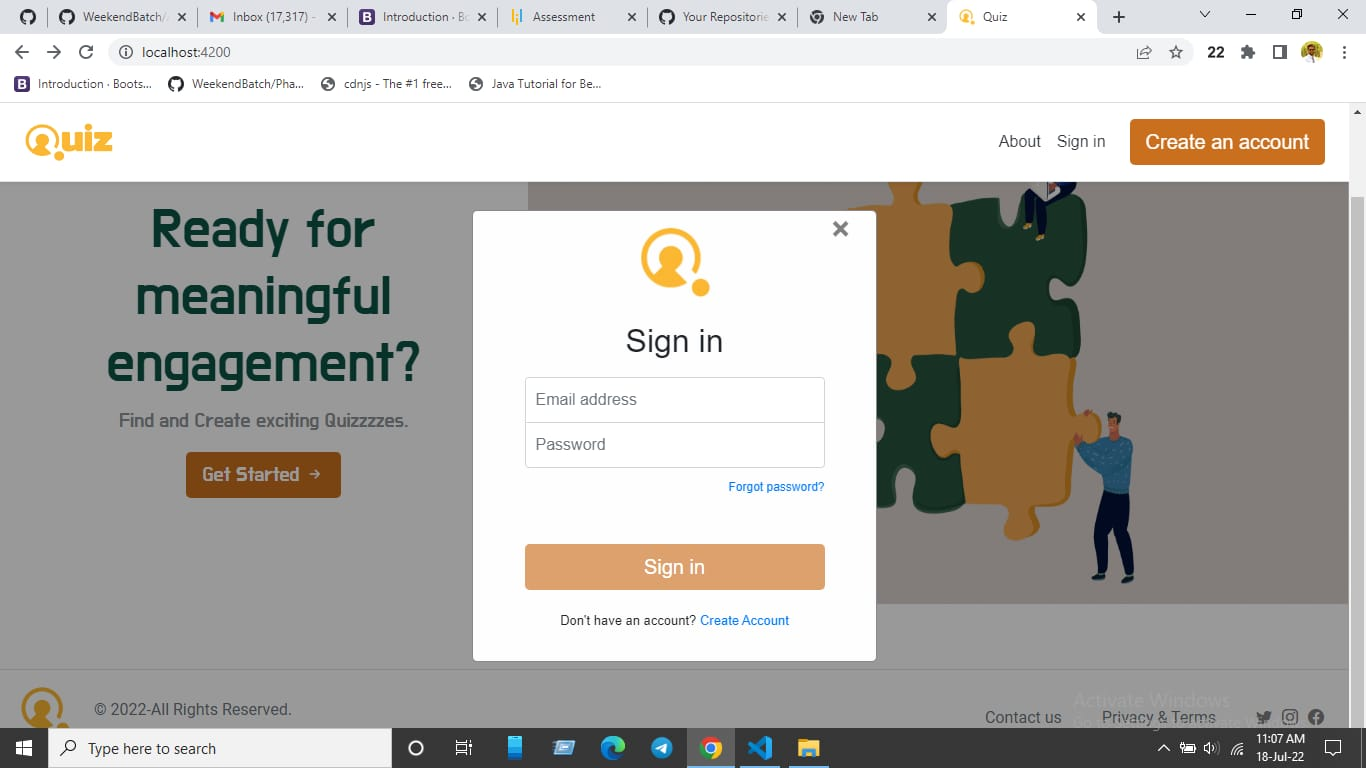 WeekendBatch/
Inbox (17,317) -
Introduction · Bo
Assessment
Your Repositorie
New Tab
Quiz
localhost:4200
22
Introduction · Boots...
WeekendBatch/Pha...
cdnjs - The #1 free...
Java Tutorial for Be...
Quiz
About
Sign in
Create an account
Ready for
meaningful
engagement?
Find and Create exciting Quizzzzes.
Get Started →
Sign in
Email address
Password
Forgot password?
Sign in
Don't have an account? Create Account
© 2022-All Rights Reserved.
Contact us
Privacy & Terms
Activate Windows
Type here to search
11:07 AM
18-Jul-22